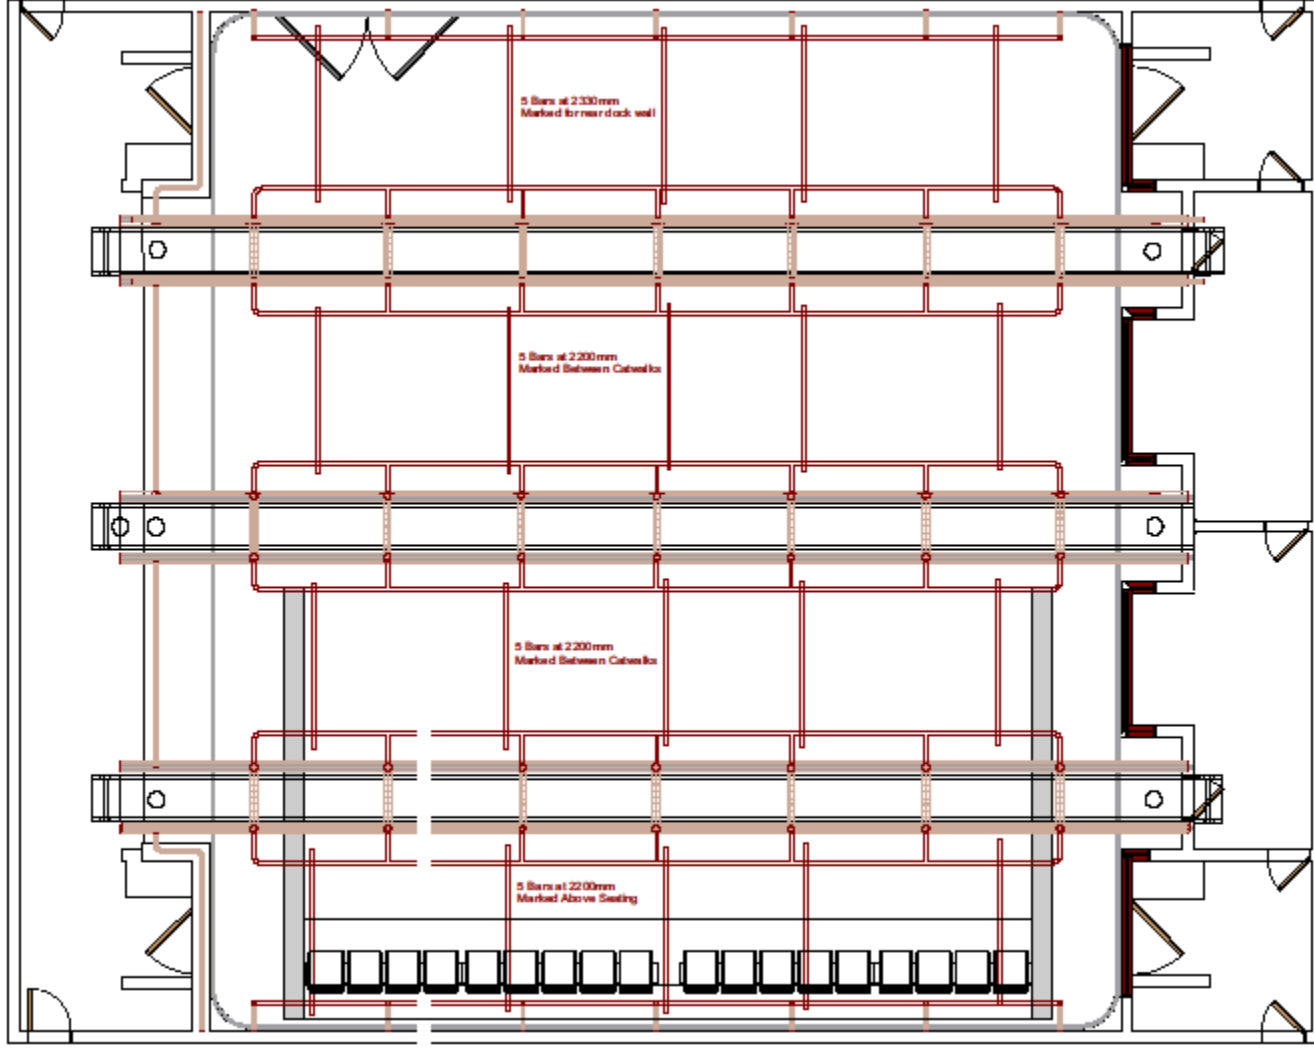 5 Bars at 2330mm
Marked for near dock wall
5 Bars at 2200mm
Marked Between Catwalks
5 Bars at 2200mm
Marked Between Catwalks
5 Bars at 2200mm
Marked Above Seating